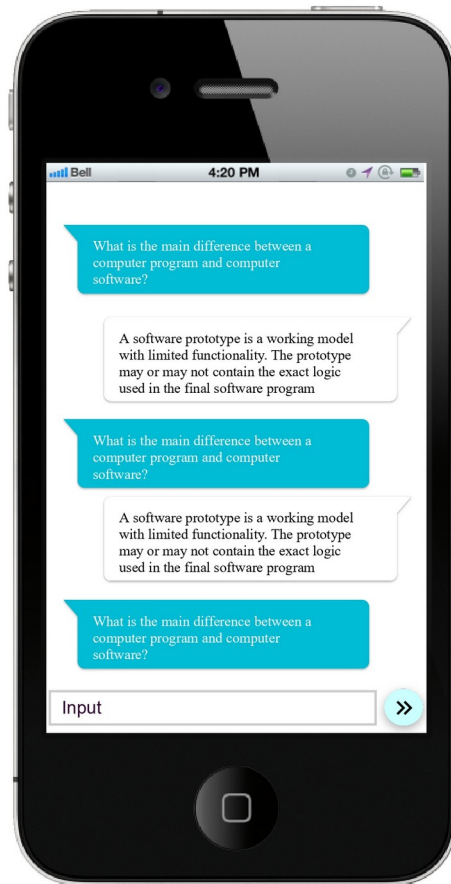 Bell
4:20 PM
What is the main difference between a
computer program and computer
software?
A software prototype is a working model
with limited functionality. The prototype
may or may not contain the exact logic
used in the final software program
What is the main difference between a
computer program and computer
software?
A software prototype is a working model
with limited functionality. The prototype
may or may not contain the exact logic
used in the final software program
What is the main difference between a
computer program and computer
software?
Input